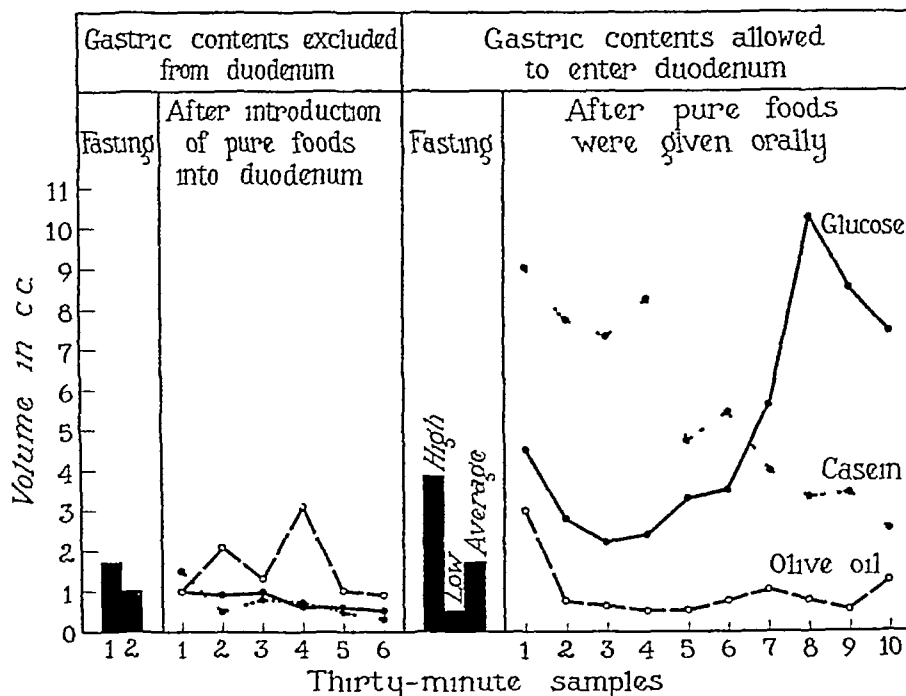 Gastric contents excluded
from duodenum
Gastric contents allowed
to enter duodenum
Fasting
After introduction
of pure foods
into duodenum
Fasting
After pure foods
were given orally
11
10
9
8
7
6
5
4
3
2
1
0
Volume in cc.
High
Low
Average
Glucose
Casein
Olive oil
1 2
1 2 3 4 5 6
1 2 3 4 5 6 7 8 9 10
Thirty-minute samples